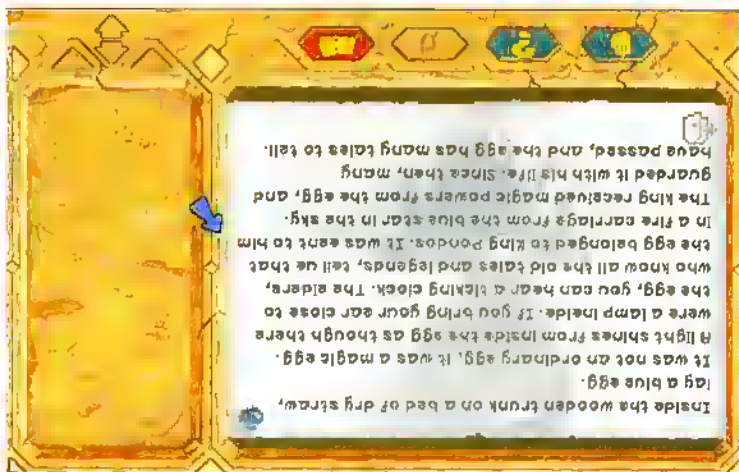 Inside the wooden trunk on a bed of dry straw,
lay a blue egg.
It was not an ordinary egg, it was a magic egg.
A light shines from inside the egg as though there
were a lamp inside. If you bring your ear close to
the egg, you can hear a ticking clock. The elders,
who know all the old tales and legends, tell us that
the egg belonged to King Pondos. It was sent to him
in a fire carriage from the blue star in the sky.
The king received magic powers from the egg, and
guarded it with his life. Since then, many
have passed, and the egg has many tales to tell.